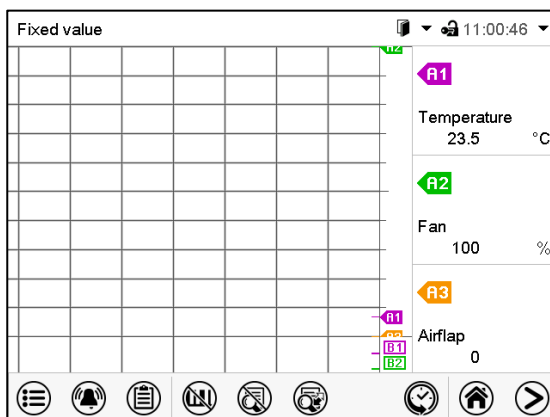 Fixed value 11:00:46
A2
A1
Temperature
23.5 °C
A2
Fan
100 %
A3
Airflap
0
A1
A3
B1
B2